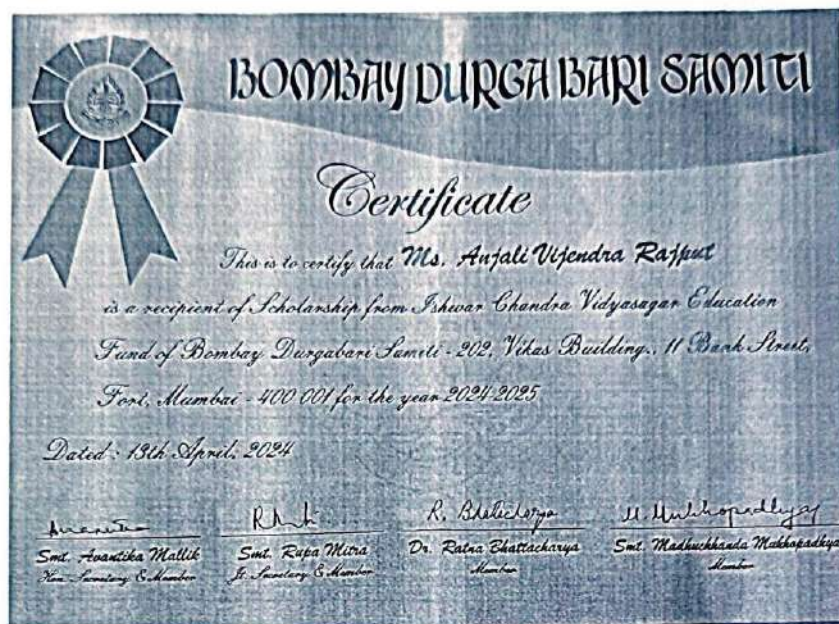 BOMBAY DURGA BARI SAMITI
Certificate
This is to certify that Ms. Anjali Vijendra Rajput
is a recipient of Scholarship from Ishwar Chandra Vidyasagar Education
Fund of Bombay Durgabari Samiti - 202, Vikas Building., 11 Bank Street,
Fort, Mumbai - 400 001 for the year 2024-2025
Dated : 13th April, 2024
R. Bhattacharya
M. Mukhopadhyay
Smt. Avantika Mallik
Smt. Rupa Mitra
Dr. Ratna Bhattacharya
Smt. Madhuchhanda Mukhopadhya
Hon. Secretary & Member
Jt. Secretary & Member
Member
Member